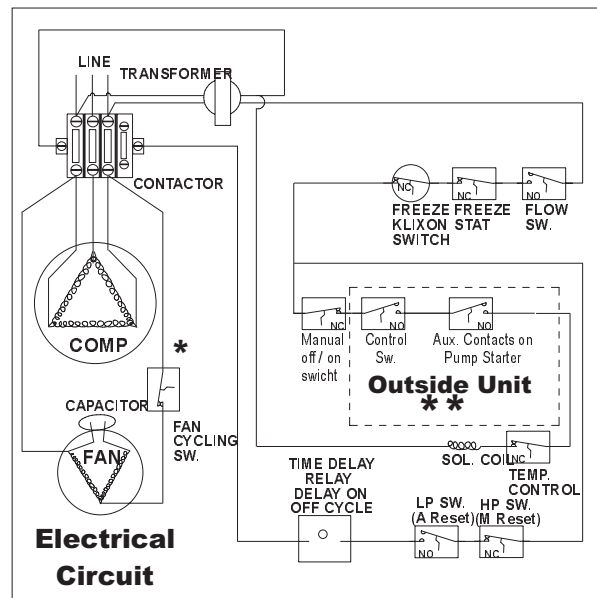 LINE
TRANSFORMER
CONTACTOR
NC
NC
NO
FREEZE
KLIXON
SWITCH
FREEZE
STAT
FLOW
SW.
COMP
*
NC
NO
NO
Manual
off / on
swicht
Control
Sw.
Aux. Contacts on
Pump Starter
Outside Unit
**
CAPACITOR
FAN
CYCLING
SW.
FAN
SOL. COIL
NC
TEMP.
CONTROL
TIME DELAY
RELAY
DELAY ON
OFF CYCLE
LP SW.
(A Reset)
HP SW.
(M Reset)
NO
NC
Electrical
Circuit